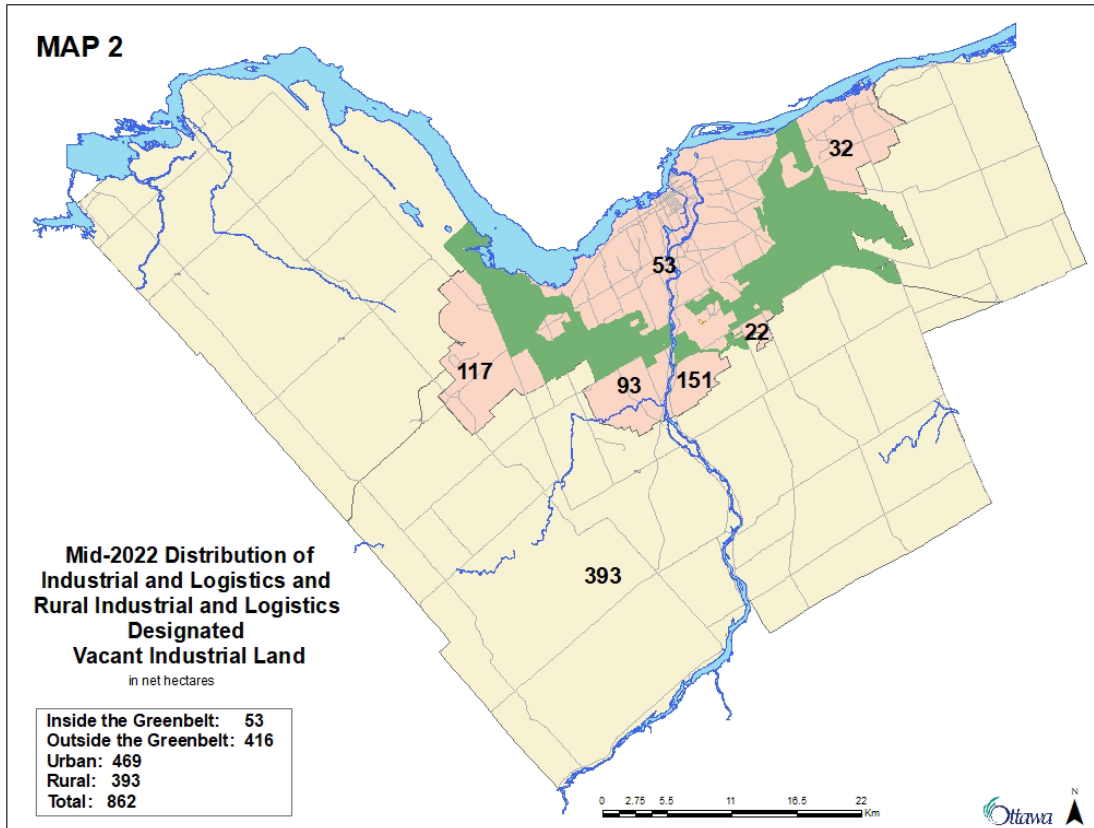 MAP 2
32
53
22
117
93
151
393
Mid-2022 Distribution of
Industrial and Logistics and
Rural Industrial and Logistics
Designated
Vacant Industrial Land
in net hectares
Inside the Greenbelt: 53
Outside the Greenbelt: 416
Urban: 469
Rural: 393
Total: 862
0 2.75 5.5 11 16.5 22
Km
Ottawa
N